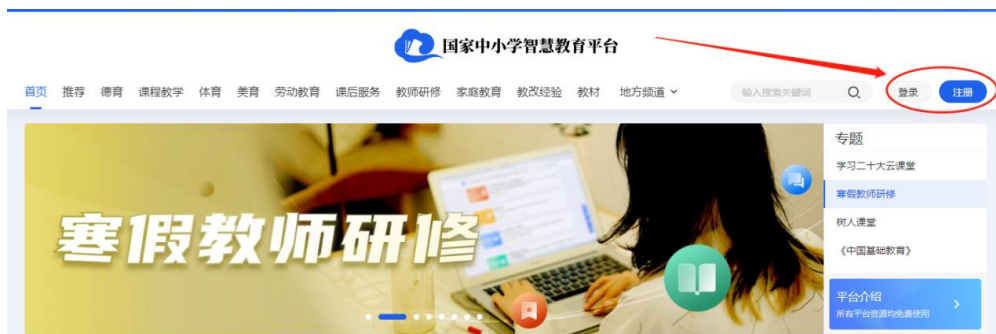 国家中小学智慧教育平台
首页 推荐 德育 课程教学 体育 美育 劳动教育 课后服务 教师研修 家庭教育 教改经验 教材 地方频道 输入搜索关键词 登录 注册
寒假教师研修
专题
学习二十大云课堂
寒假教师研修
树人课堂
《中国基础教育》
平台介绍
所有平台资源均免费使用